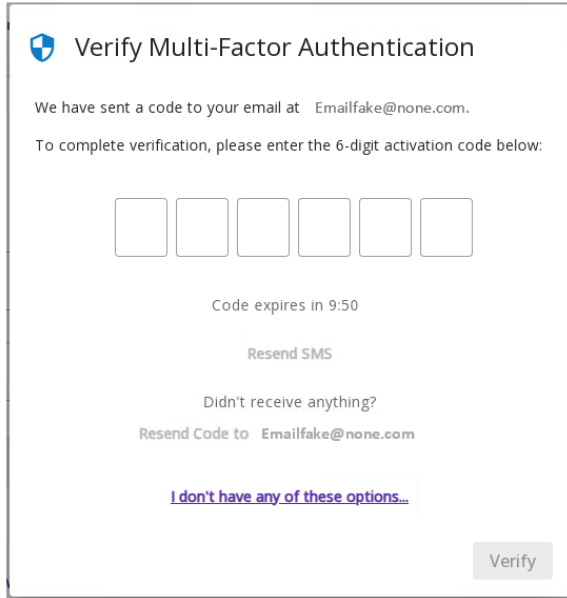 Verify Multi-Factor Authentication
We have sent a code to your email at Emailfake@none.com.
To complete verification, please enter the 6-digit activation code below:
Code expires in 9:50
Resend SMS
Didn't receive anything?
Resend Code to Emailfake@none.com
I don't have any of these options...
Verify